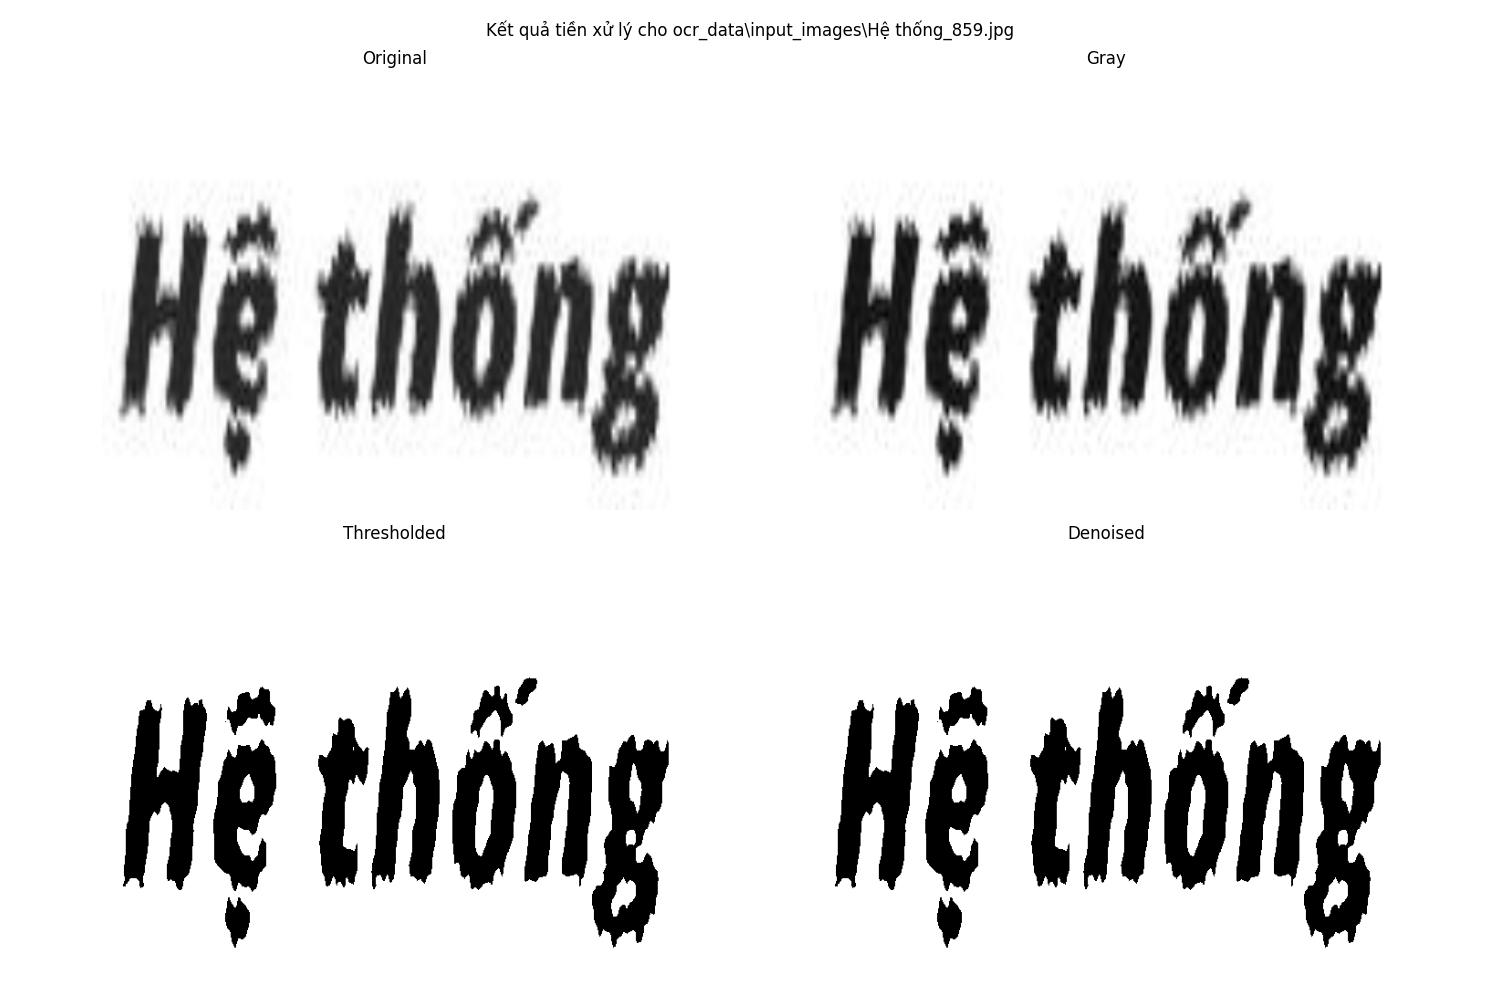 Kết quả tiền xử lý cho ocr_data\input_images\Hệ thống_859.jpg
Original
Gray
Hệ thống
Hệ thống
Thresholded
Denoised
Hệ thống
Hệ thống